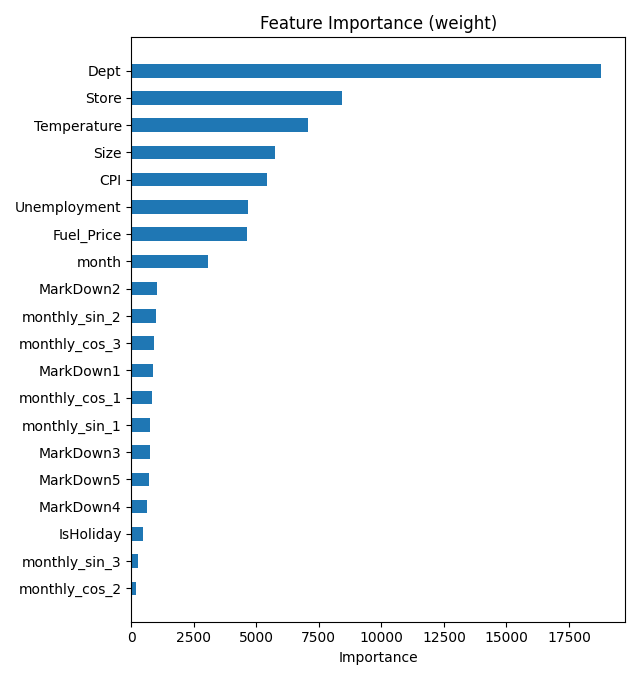 Feature Importance (weight)
Dept
Store
Temperature
Size
CPI
Unemployment
Fuel_Price
month
MarkDown2
monthly_sin_2
monthly_cos_3
MarkDown1
monthly_cos_1
monthly_sin_1
MarkDown3
MarkDown5
MarkDown4
IsHoliday
monthly_sin_3
monthly_cos_2
0 2500 5000 7500 10000 12500 15000 17500
Importance